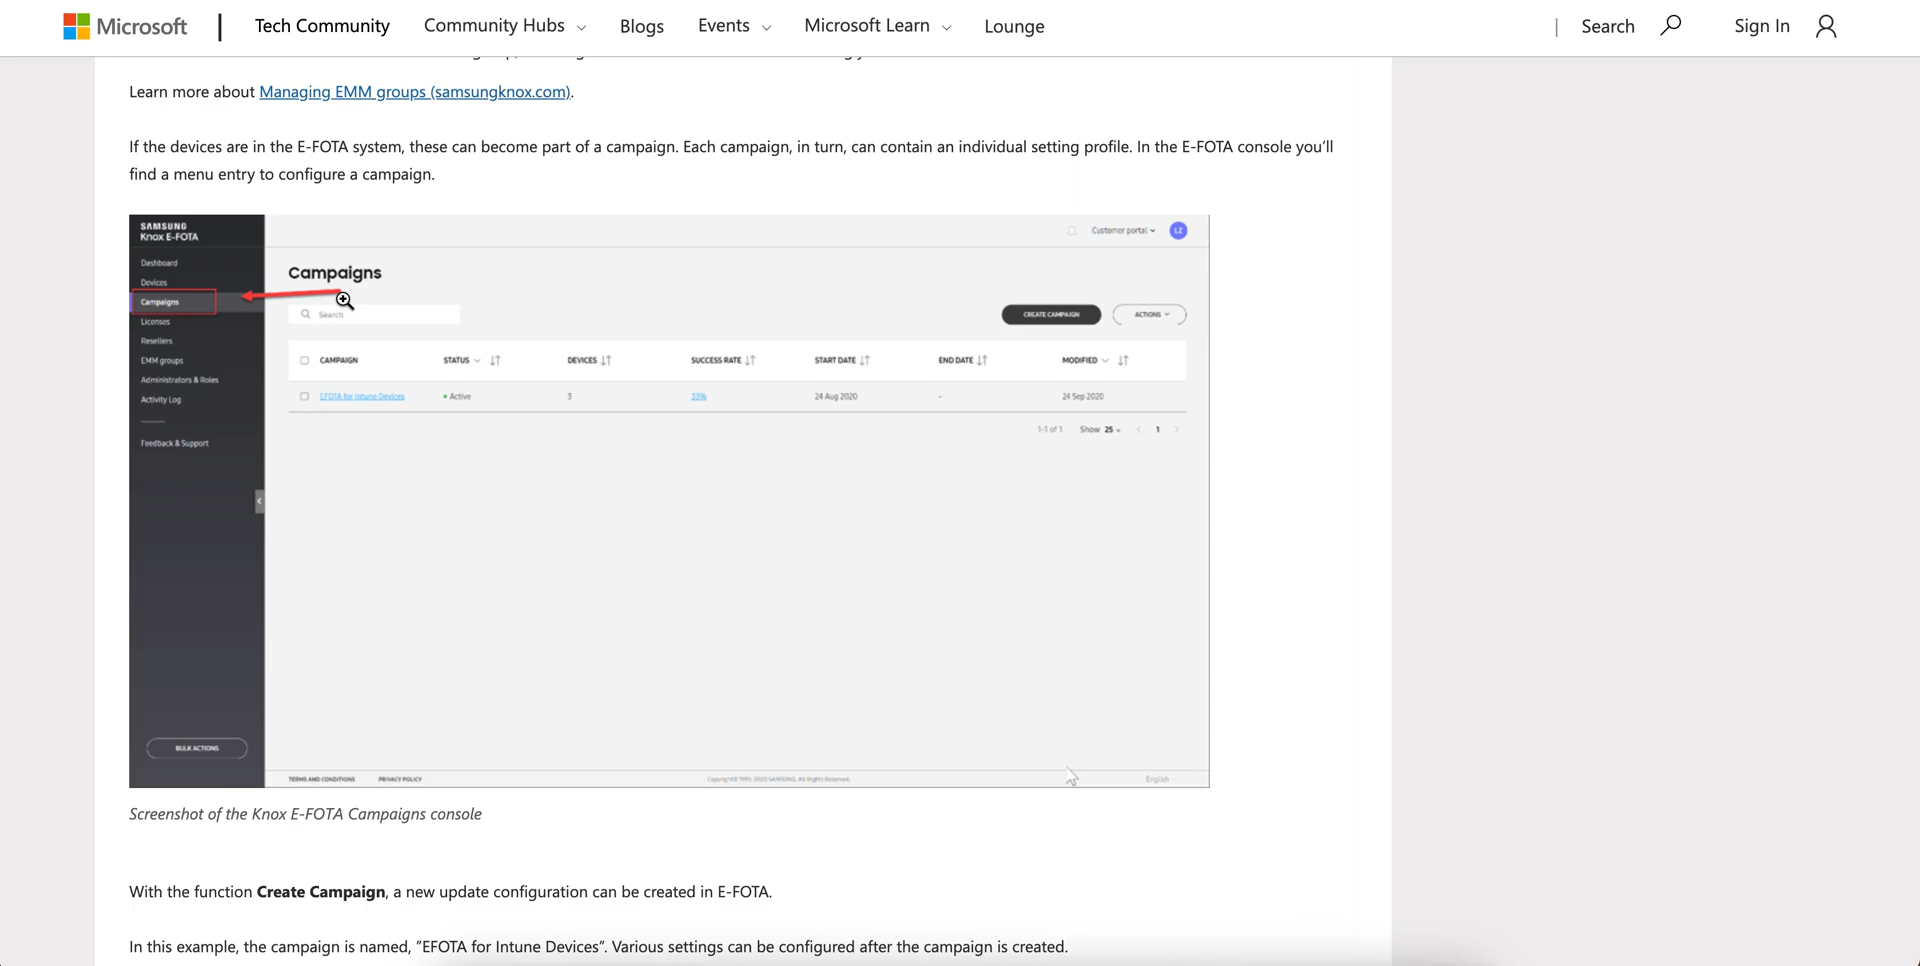 Microsoft
Tech Community
Community Hubs
Blogs
Events
Microsoft Learn
Lounge
Search
Sign In
Learn more about Managing EMM groups (samsungknox.com).
If the devices are in the E-FOTA system, these can become part of a campaign. Each campaign, in turn, can contain an individual setting profile. In the E-FOTA console you’ll
find a menu entry to configure a campaign.
SAMSUNG
Knox E-FOTA
Customer portal
LZ
Dashboard
Devices
Campaigns
Licenses
Resellers
EMM groups
Administrators & Roles
Activity Log
Feedback & Support
BULK ACTIONS
Campaigns
Search
CREATE CAMPAIGN
ACTIONS
CAMPAIGN STATUS DEVICES SUCCESS RATE START DATE END DATE MODIFIED
EFOTA for Intune Devices • Active 3 33% 24 Aug 2020 - 24 Sep 2020
1-1 of 1 Show 25 1
TERMS AND CONDITIONS PRIVACY POLICY Copyright© 1995-2020 SAMSUNG. All Rights Reserved. English
Screenshot of the Knox E-FOTA Campaigns console
With the function Create Campaign, a new update configuration can be created in E-FOTA.
In this example, the campaign is named, “EFOTA for Intune Devices”. Various settings can be configured after the campaign is created.